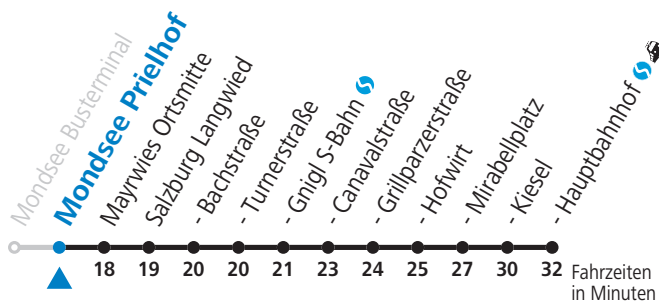 Mondsee Busterminal
Mondsee Prielhof
Mayrwies Ortsmitte
Salzburg Langwied
- Bachstraße
- Turnerstraße
- Gnigl S-Bahn
- Canavalstraße
- Grillparzerstraße
- Hofwirt
- Mirabellplatz
- Kiesel
- Hauptbahnhof
18 19 20 20 21 23 24 25 27 30 32 Fahrzeiten
in Minuten